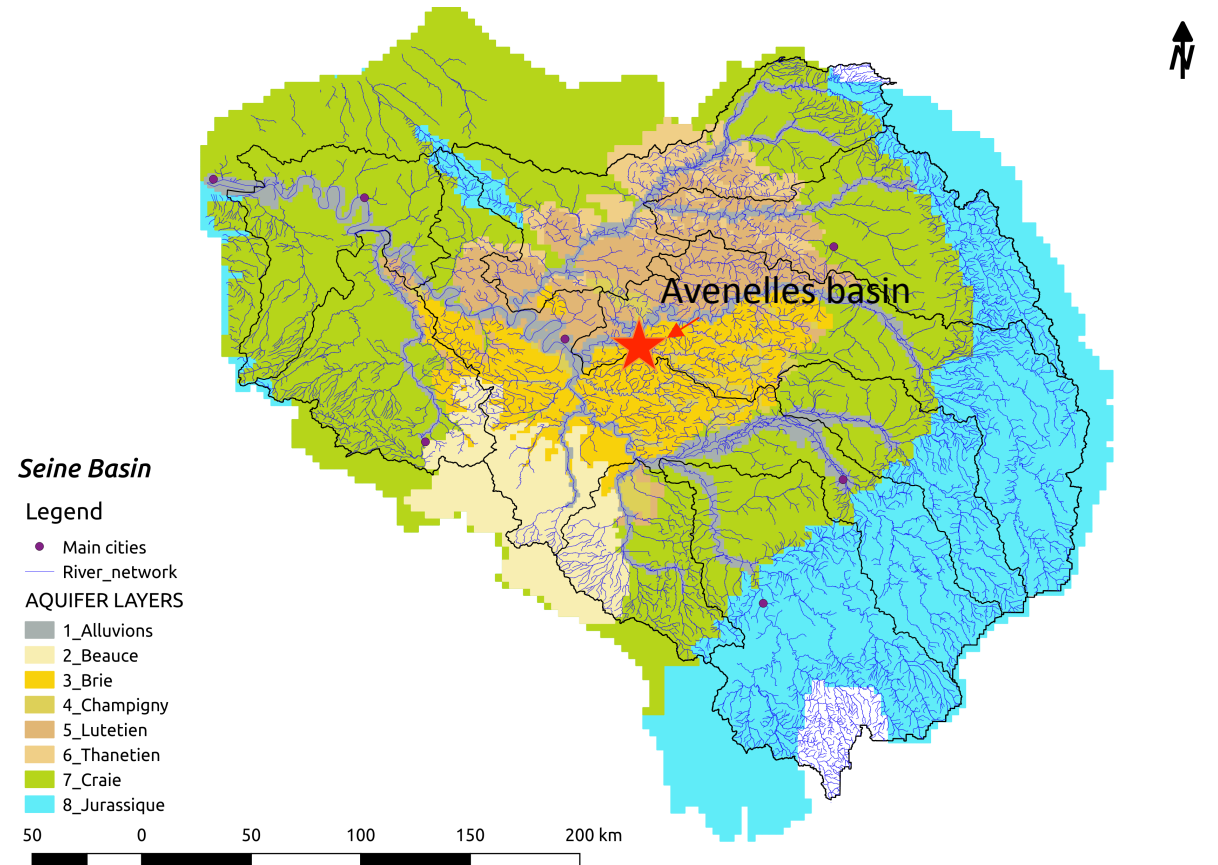 N
Avenelles basin
Seine Basin
Legend
Main cities
River_network
AQUIFER LAYERS
1_Alluvions
2_Beauce
3_Brie
4_Champigny
5_Lutetien
6_Thanetien
7_Craie
8_Jurassique
50 0 50 100 150 200 km